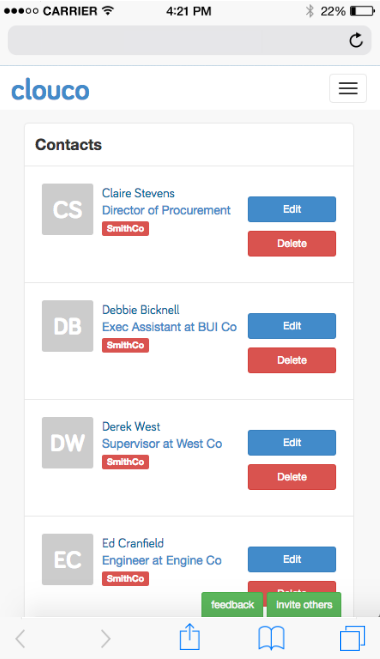 CARRIER 4:21 PM 22%
clouco
Contacts
CS
Claire Stevens
Director of Procurement
SmithCo
Edit
Delete
DB
Debbie Bicknell
Exec Assistant at BUI Co
SmithCo
Edit
Delete
DW
Derek West
Supervisor at West Co
SmithCo
Edit
Delete
EC
Ed Cranfield
Engineer at Engine Co
SmithCo
Edit
Delete
feedback
Invite others